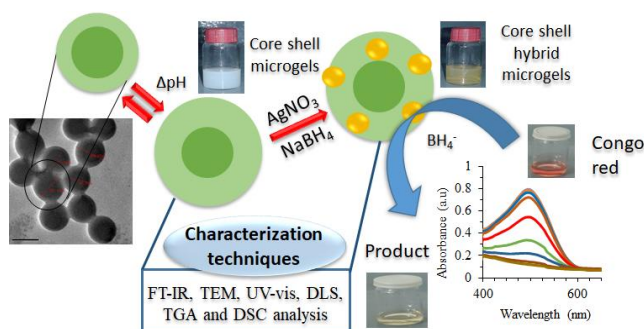 ΔpH
Core shell
microgels
AgNO3
NaBH4
Core shell
hybrid
microgels
BH4-
Congo
red
Characterization
techniques
FT-IR, TEM, UV-vis, DLS,
TGA and DSC analysis
Product
Absorbance (a.u)
1
0.8
0.6
0.4
0.2
0
400
500
600
Wavelength (nm)